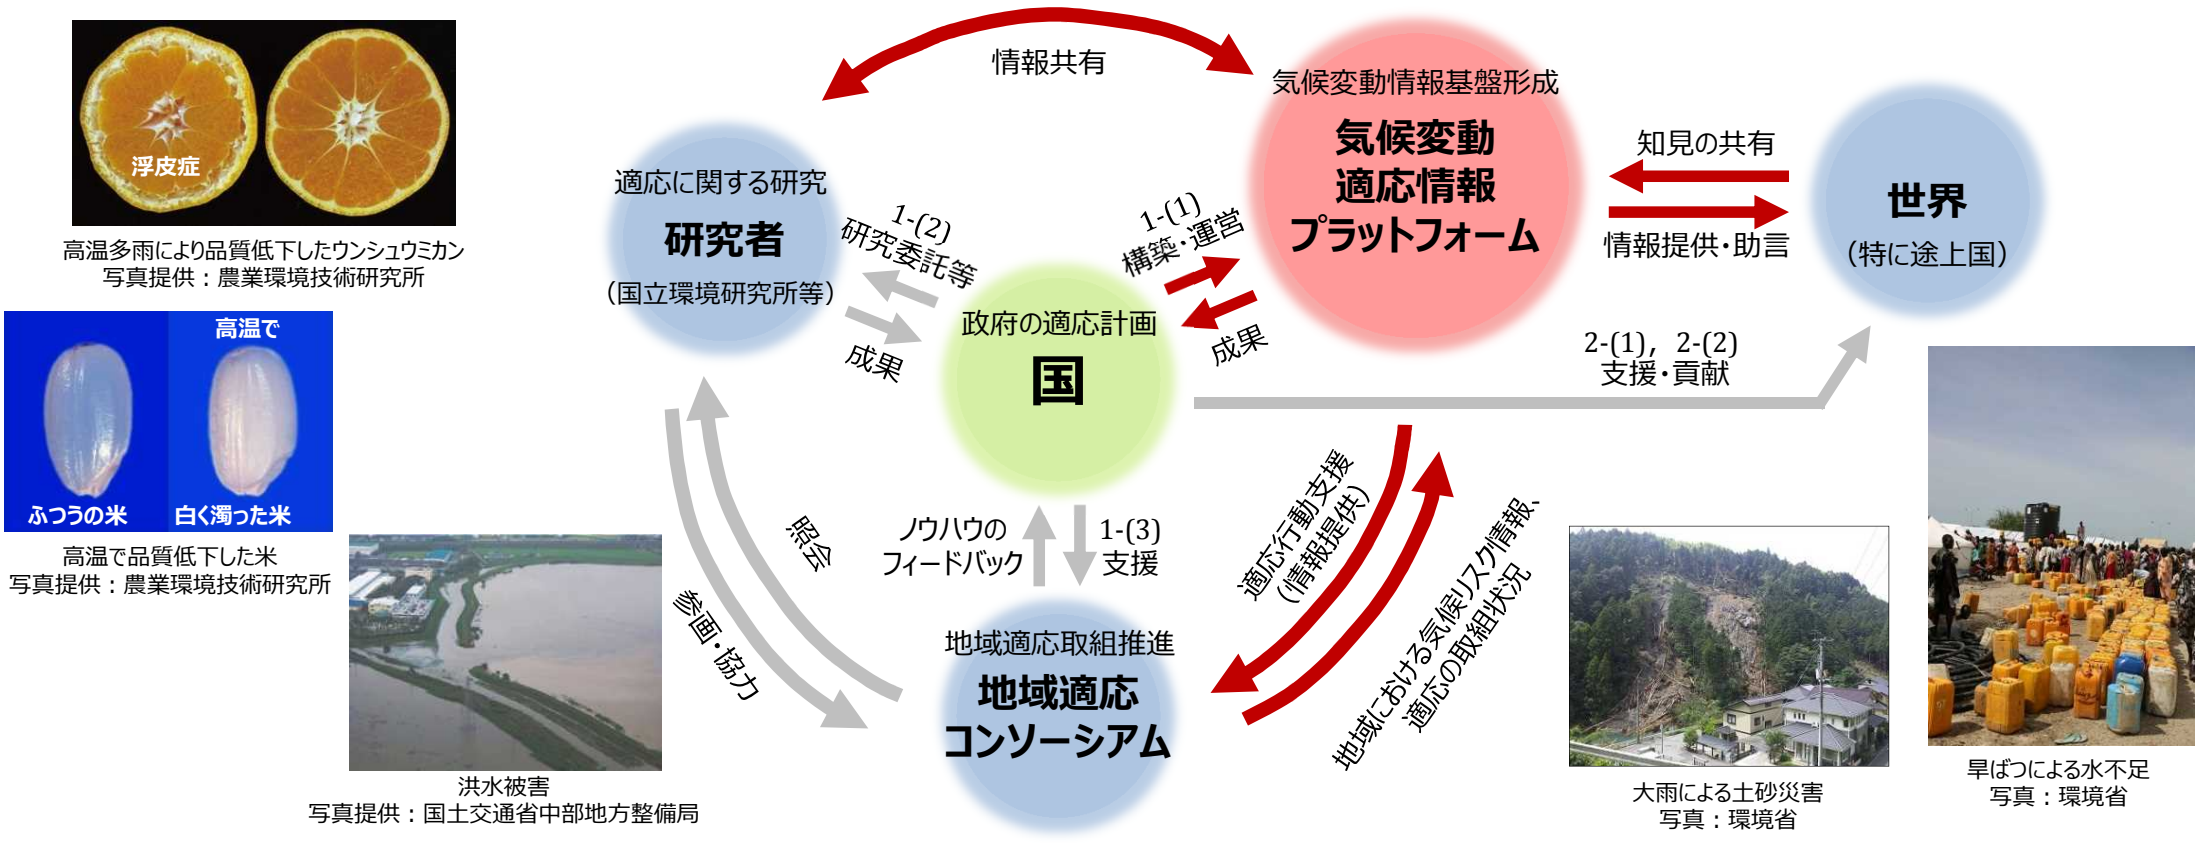 浮皮症
高温多雨により品質低下したウンシュウミカン
写真提供：農業環境技術研究所
高温で
ふつうの米
白く濁った米
高温で品質低下した米
写真提供：農業環境技術研究所
洪水被害
写真提供：国土交通省中部地方整備局
情報共有
適応に関する研究
研究者
（国立環境研究所等）
1-(2)
研究委託等
成果
気候変動情報基盤形成
気候変動
適応情報
プラットフォーム
1-(1)
構築・運営
成果
知見の共有
情報提供・助言
世界
（特に途上国）
政府の適応計画
国
2-(1), 2-(2)
支援・貢献
照会
参画・協力
ノウハウの
フィードバック
1-(3)
支援
適応行動支援
（情報提供）
地域における気候リスク情報、
適応の取組状況
地域適応取組推進
地域適応
コンソーシアム
大雨による土砂災害
写真：環境省
旱ばつによる水不足
写真：環境省